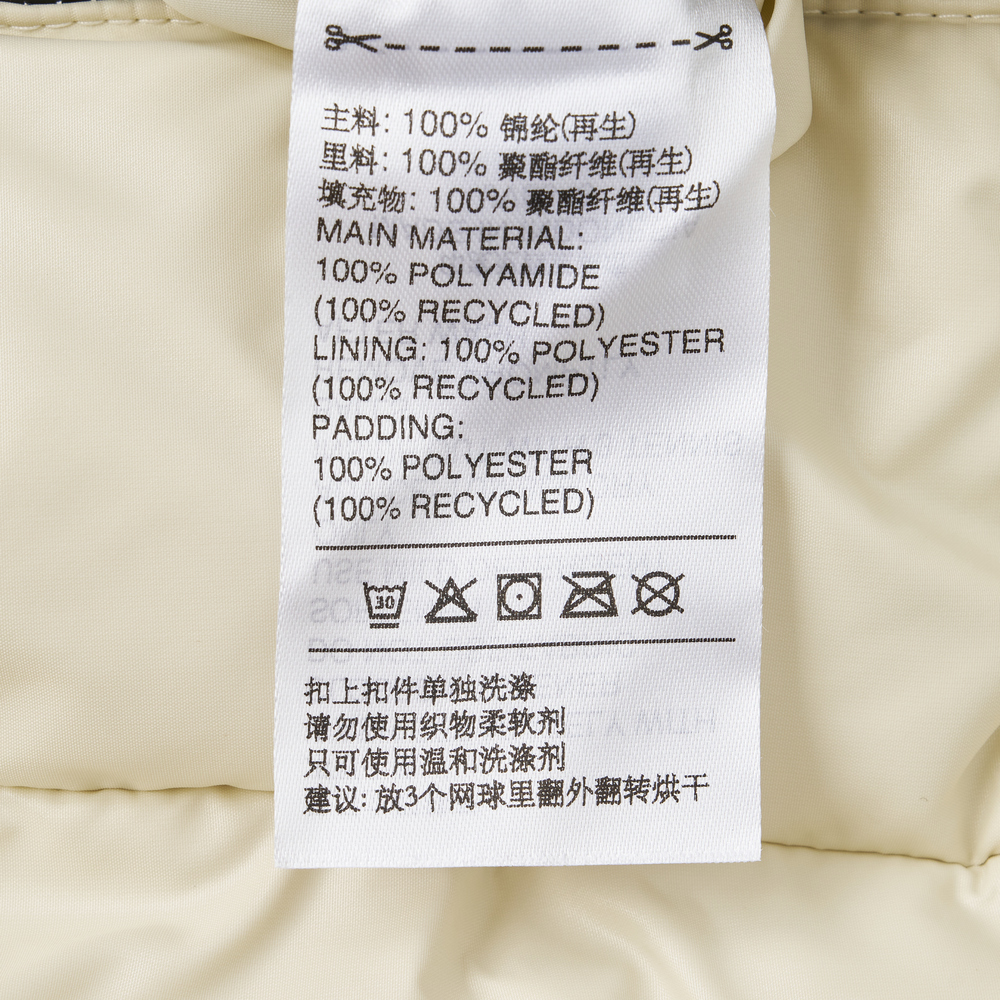 主料: 100% 锦纶(再生)
里料: 100% 聚酯纤维(再生)
填充物: 100% 聚酯纤维(再生)
MAIN MATERIAL:
100% POLYAMIDE
(100% RECYCLED)
LINING: 100% POLYESTER
(100% RECYCLED)
PADDING:
100% POLYESTER
(100% RECYCLED)
30
扣上扣件单独洗涤
请勿使用织物柔软剂
只可使用温和洗涤剂
建议: 放3个网球里翻外翻转烘干